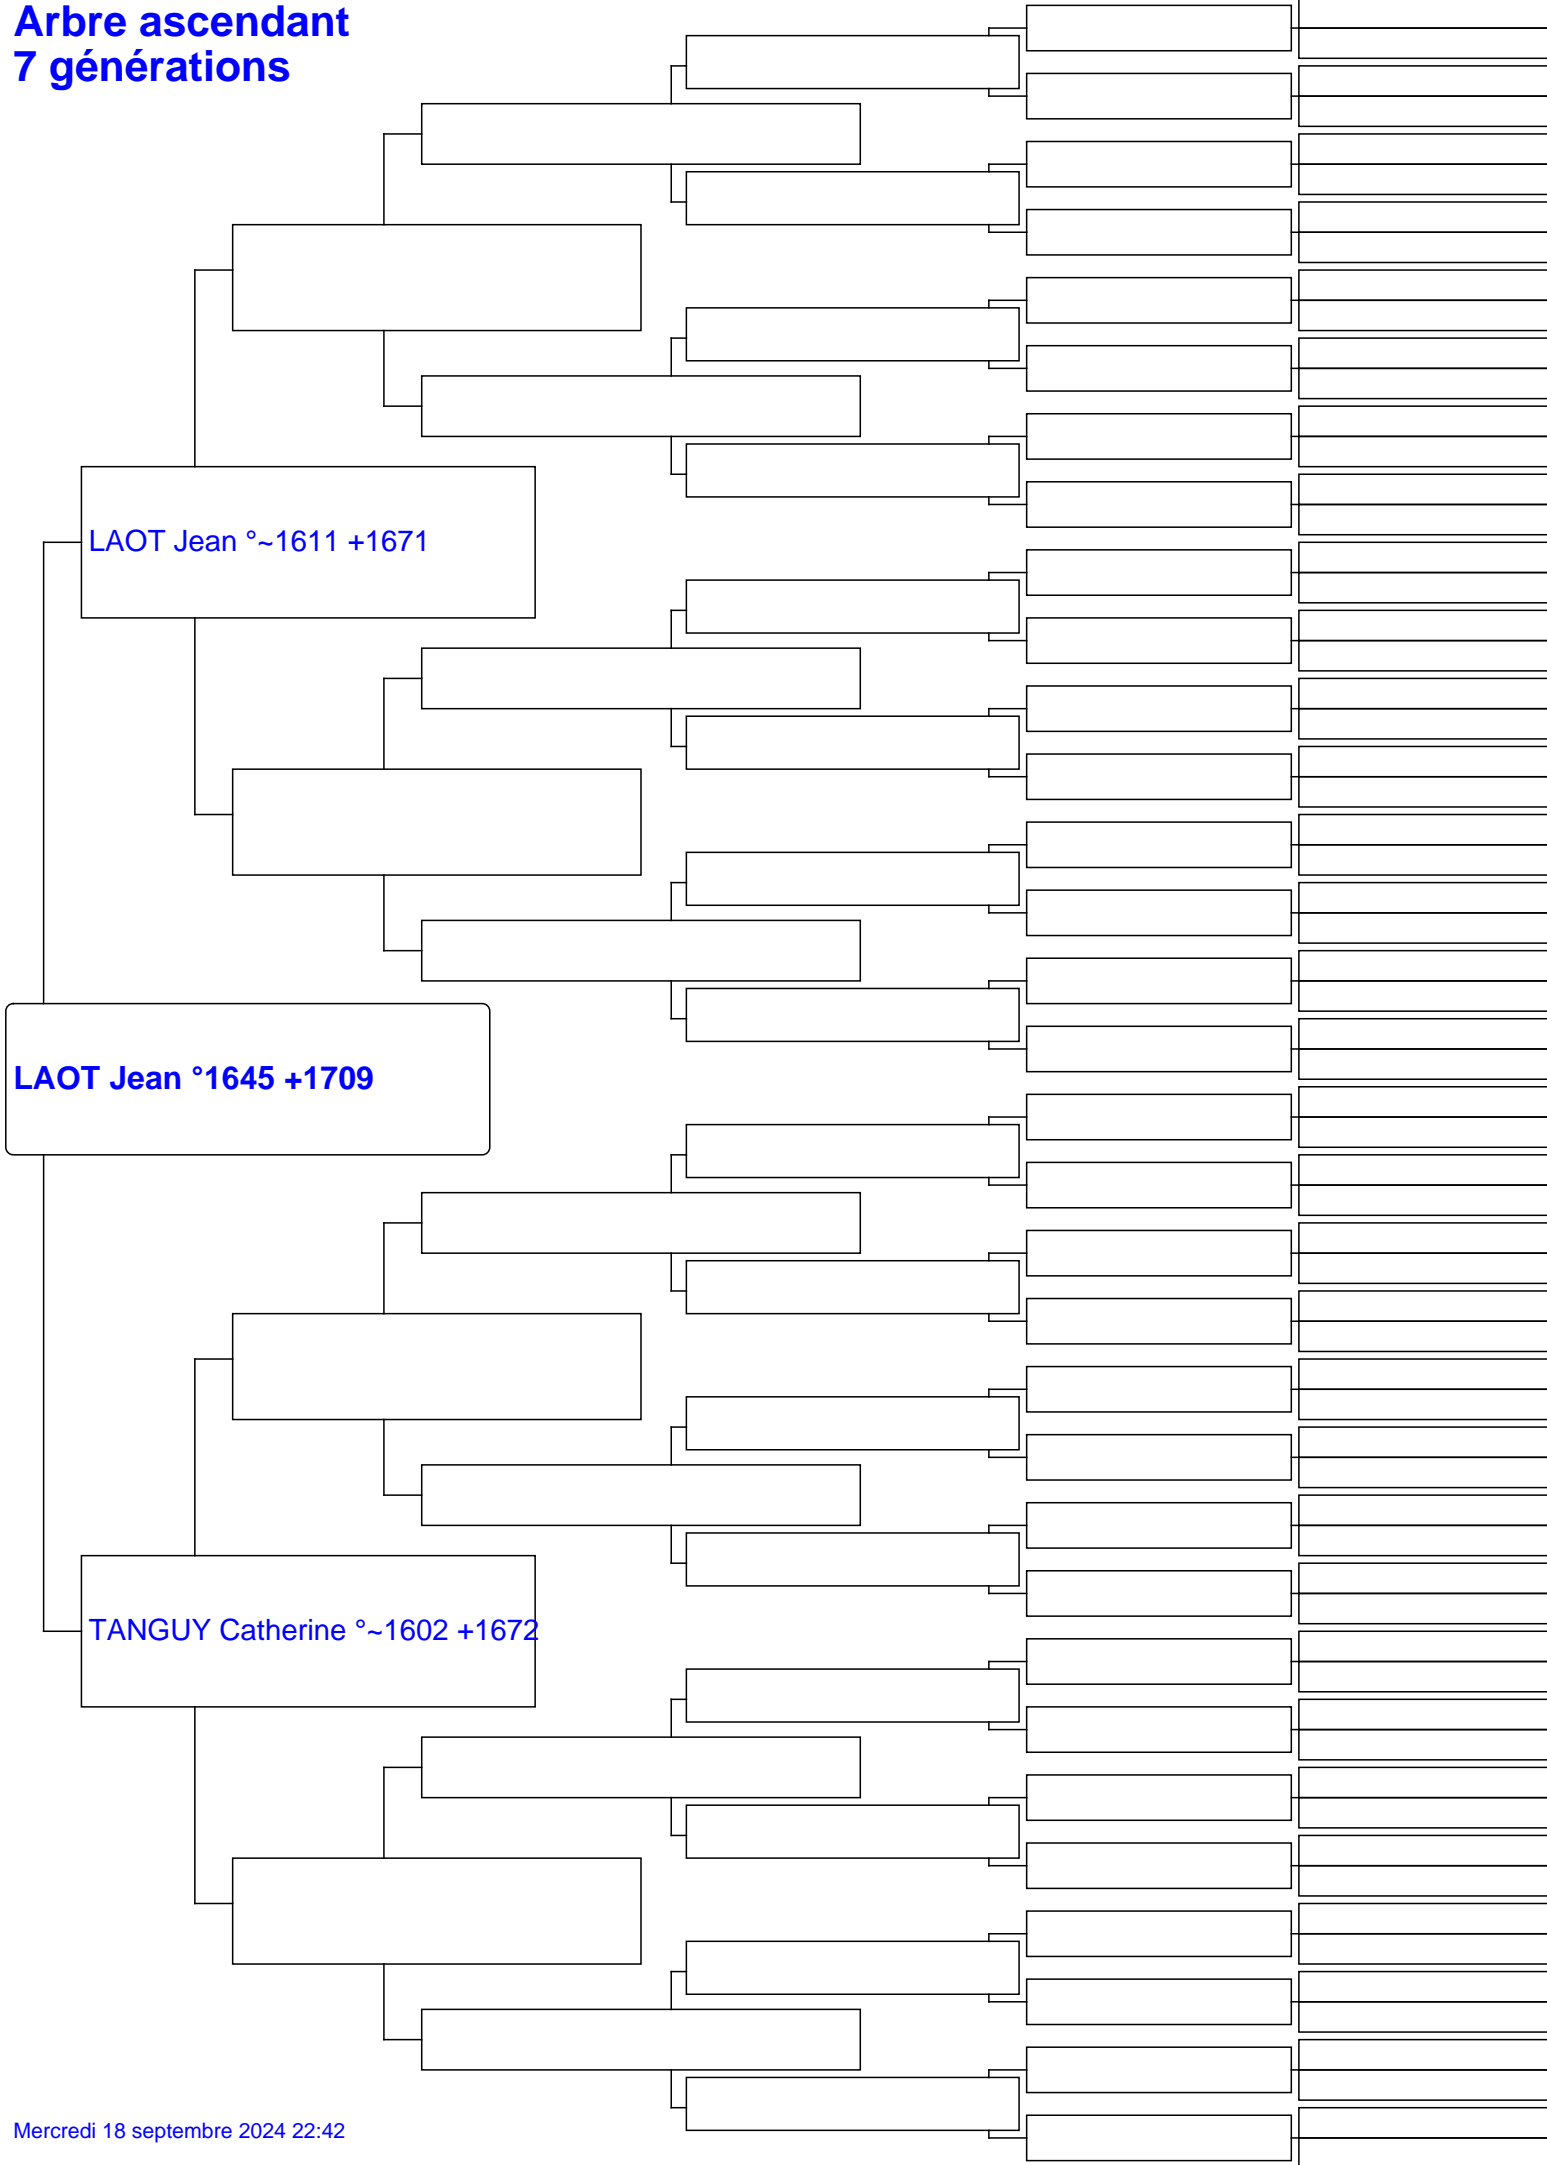 Arbre ascendant
7 générations
LAOT Jean °~1611 +1671
LAOT Jean °1645 +1709
TANGUY Catherine °~1602 +1672
Mercredi 18 septembre 2024 22:42